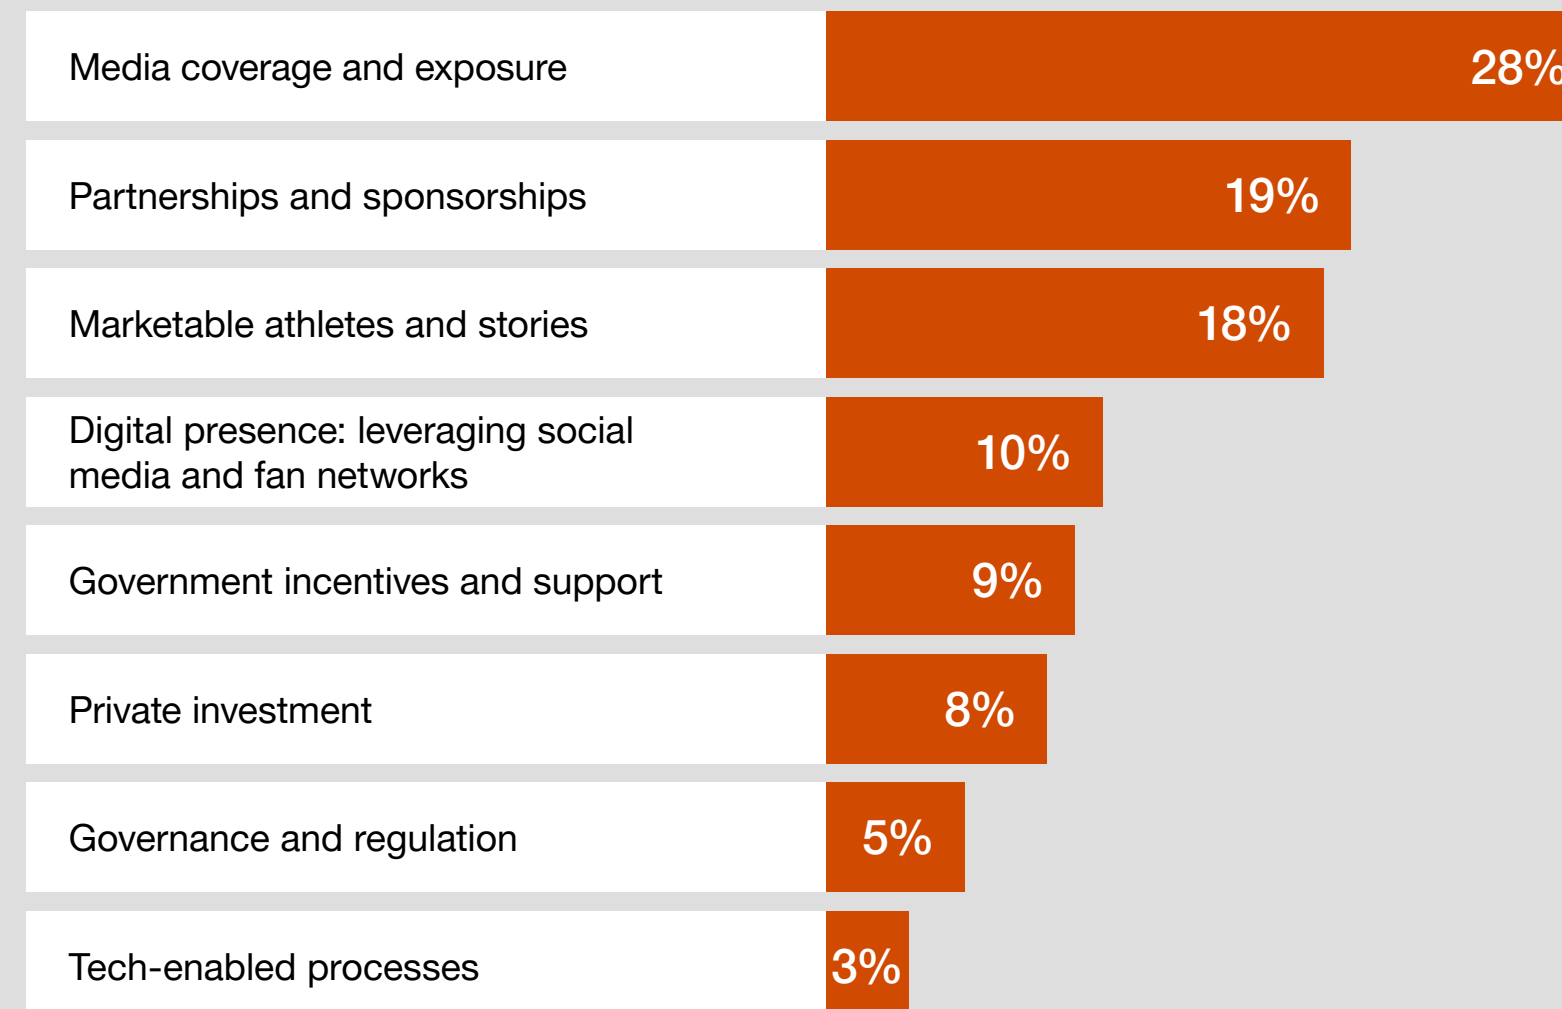 Media coverage and exposure 28%
Partnerships and sponsorships 19%
Marketable athletes and stories 18%
Digital presence: leveraging social
media and fan networks 10%
Government incentives and support 9%
Private investment 8%
Governance and regulation 5%
Tech-enabled processes 3%